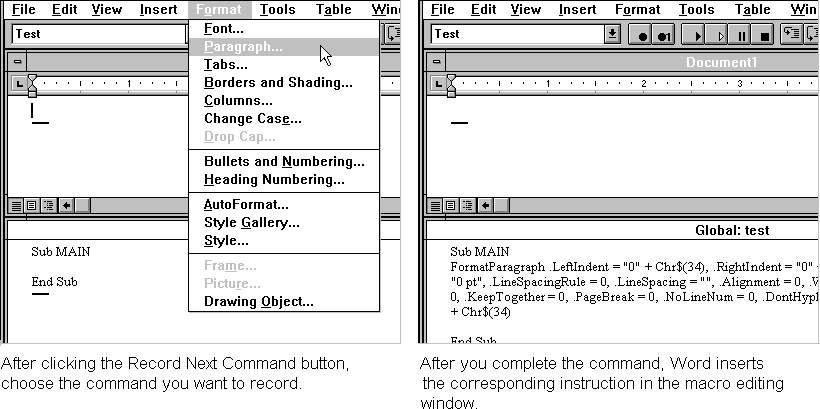 File Edit View Insert Format Tools Table
Test
Font...
Paragraph...
Tabs...
Borders and Shading...
Columns...
Change Case...
Drop Cap...
Bullets and Numbering...
Heading Numbering...
AutoFormat...
Style Gallery...
Style...
Frame...
Picture...
Drawing Object...
1
Sub MAIN
End Sub
After clicking the Record Next Command button,
choose the command you want to record.
File Edit View Insert Format Tools Table
Test
Document1
1 2 3
Global: test
Sub MAIN
FormatParagraph .LeftIndent = "0" + Chr$(34), .RightIndent = "0"
"0 pt", .LineSpacingRule = 0, .LineSpacing = "", .Alignment = 0,
0, .KeepTogether = 0, .PageBreak = 0, .NoLineNum = 0,
+ Chr$(34)
End Sub
After you complete the command, Word inserts
the corresponding instruction in the macro editing
window.